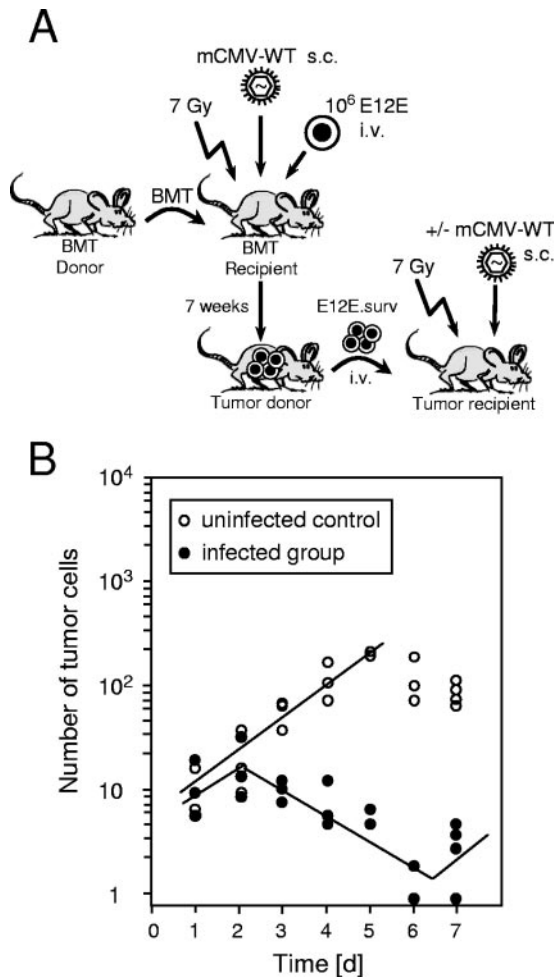 A
mCMV-WT s.c.
7 Gy
10⁶ E12E
i.v.
BMT
BMT
Donor
BMT
Recipient
+/- mCMV-WT
s.c.
7 Gy
7 weeks
E12E.surv
i.v.
Tumor donor
Tumor recipient
B
Number of tumor cells
10⁴
10³
10²
10
1
uninfected control
infected group
0 1 2 3 4 5 6 7
Time [d]